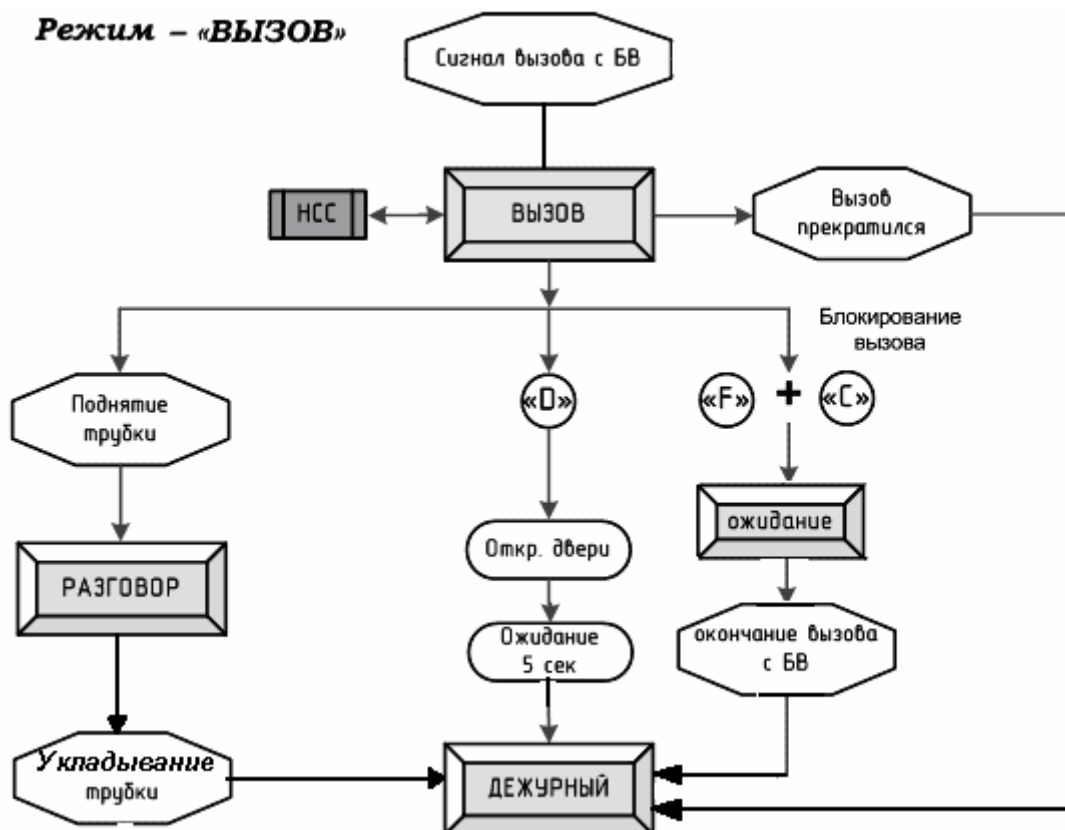 Режим – «ВЫЗОВ»
Сигнал вызова с БВ
НСС
ВЫЗОВ
Вызов
прекратился
Блокирование
вызова
Поднятие
трубки
«D»
«F» + «C»
Откр. двери
ожидание
РАЗГОВОР
Ожидание
5 сек
окончание вызова
с БВ
Укладывание
трубки
ДЕЖУРНЫЙ